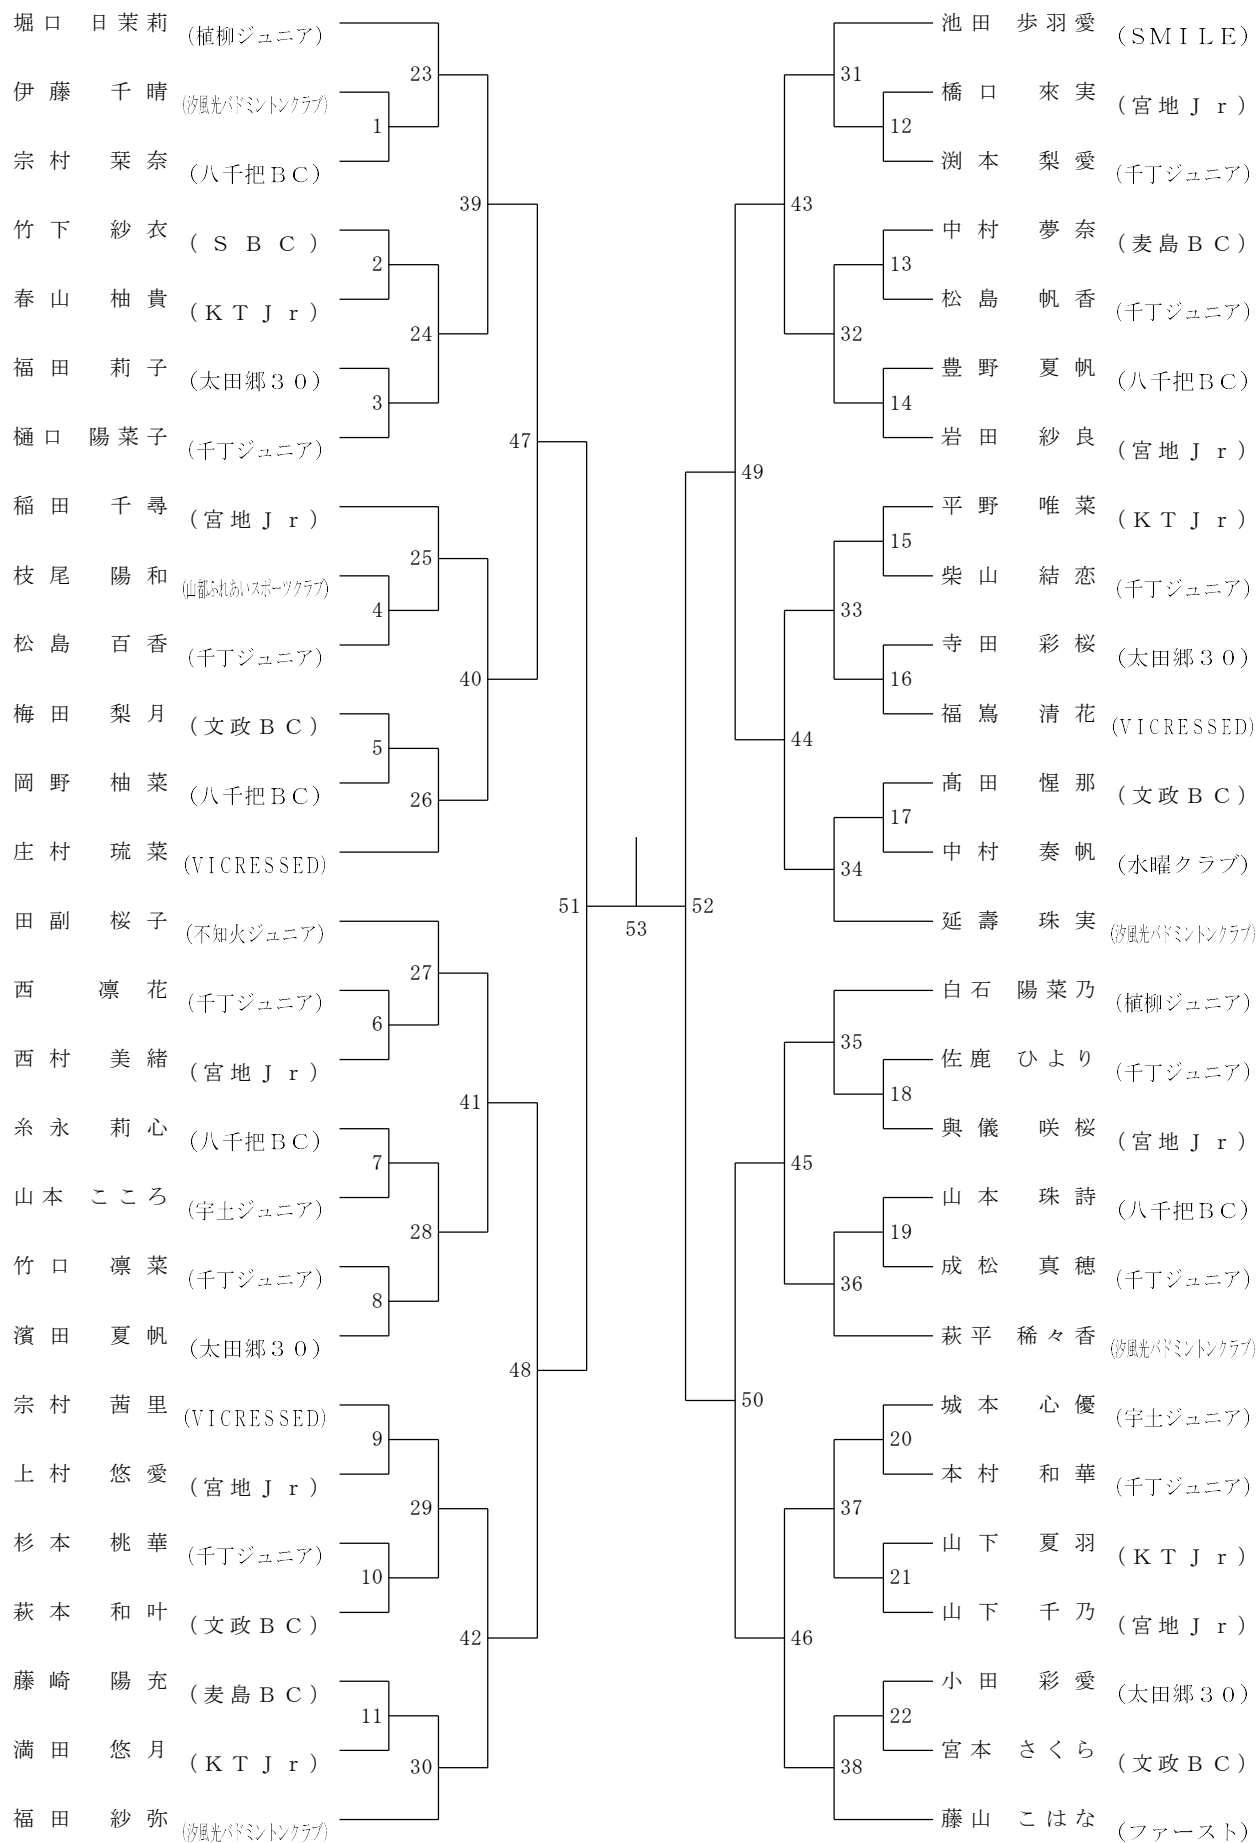 堀口 日茉莉 (植柳ジュニア)
23
伊藤 千晴 (汐風光バドミントンクラブ)
1
宗村 栞奈 (八千把BC)
39
竹下 紗衣 (SBC)
2
春山 柚貴 (KTJr)
24
福田 莉子 (太田郷30)
3
樋口 陽菜子 (千丁ジュニア)
47
稲田 千尋 (宮地Jr)
25
枝尾 陽和 (山都ふれあいスポーツクラブ)
4
松島 百香 (千丁ジュニア)
40
梅田 梨月 (文政BC)
5
岡野 柚菜 (八千把BC)
26
庄村 琉菜 (VICRESSED)
51
田副 桜子 (不知火ジュニア)
27
西 凛花 (千丁ジュニア)
6
西村 美緒 (宮地Jr)
41
糸永 莉心 (八千把BC)
7
山本 こころ (宇土ジュニア)
28
竹口 凛菜 (千丁ジュニア)
8
濱田 夏帆 (太田郷30)
48
宗村 茜里 (VICRESSED)
9
上村 悠愛 (宮地Jr)
29
杉本 桃華 (千丁ジュニア)
10
萩本 和叶 (文政BC)
42
藤崎 陽充 (麦島BC)
11
満田 悠月 (KTJr)
30
福田 紗弥 (汐風光バドミントンクラブ)
53
池田 歩羽愛 (SMILE)
31
橋口 來実 (宮地Jr)
12
渕本 梨愛 (千丁ジュニア)
43
中村 夢奈 (麦島BC)
13
松島 帆香 (千丁ジュニア)
32
豊野 夏帆 (八千把BC)
14
岩田 紗良 (宮地Jr)
49
平野 唯菜 (KTJr)
15
柴山 結恋 (千丁ジュニア)
33
寺田 彩桜 (太田郷30)
16
福嶌 清花 (VICRESSED)
44
髙田 惺那 (文政BC)
17
中村 奏帆 (水曜クラブ)
34
延壽 珠実 (汐風光バドミントンクラブ)
52
白石 陽菜乃 (植柳ジュニア)
35
佐鹿 ひより (千丁ジュニア)
18
與儀 咲桜 (宮地Jr)
45
山本 珠詩 (八千把BC)
19
成松 真穂 (千丁ジュニア)
36
萩平 稀々香 (汐風光バドミントンクラブ)
50
城本 心優 (宇土ジュニア)
20
本村 和華 (千丁ジュニア)
37
山下 夏羽 (KTJr)
21
山下 千乃 (宮地Jr)
46
小田 彩愛 (太田郷30)
22
宮本 さくら (文政BC)
38
藤山 こはな (ファースト)